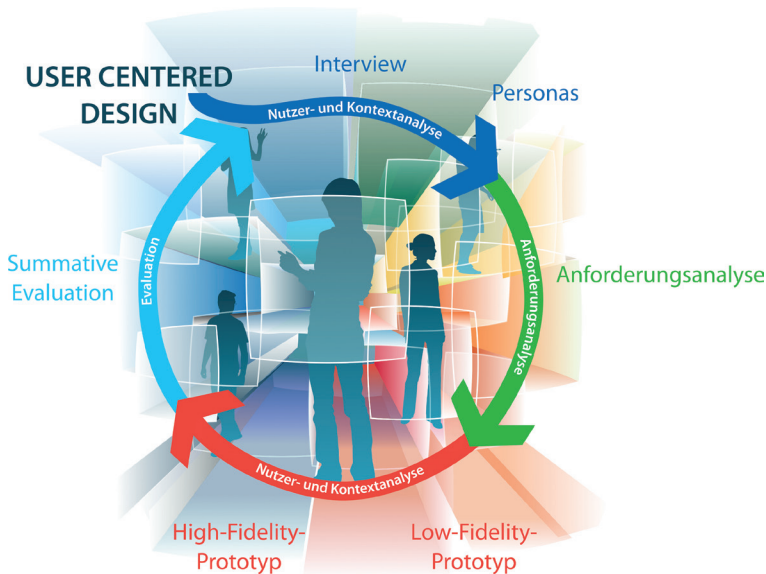 USER CENTERED
DESIGN
Interview
Nutzer- und Kontextanalyse
Personas
Anforderungsanalyse
Anforderungsanalyse
Low-Fidelity-
Prototyp
Nutzer- und Kontextanalyse
High-Fidelity-
Prototyp
Summative
Evaluation
Evaluation